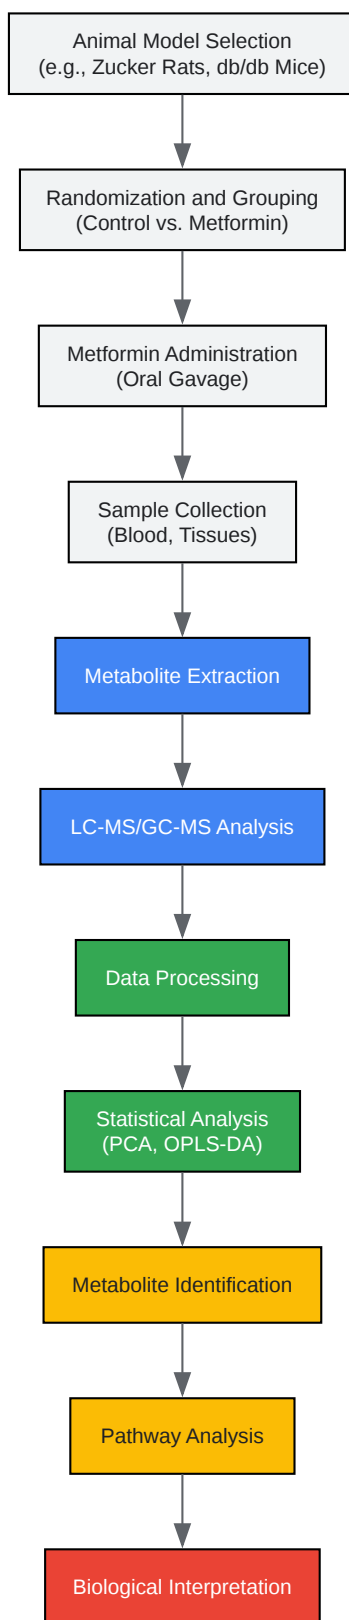 Animal Model Selection
(e.g., Zucker Rats, db/db Mice)
Randomization and Grouping
(Control vs. Metformin)
Metformin Administration
(Oral Gavage)
Sample Collection
(Blood, Tissues)
Metabolite Extraction
LC-MS/GC-MS Analysis
Data Processing
Statistical Analysis
(PCA, OPLS-DA)
Metabolite Identification
Pathway Analysis
Biological Interpretation